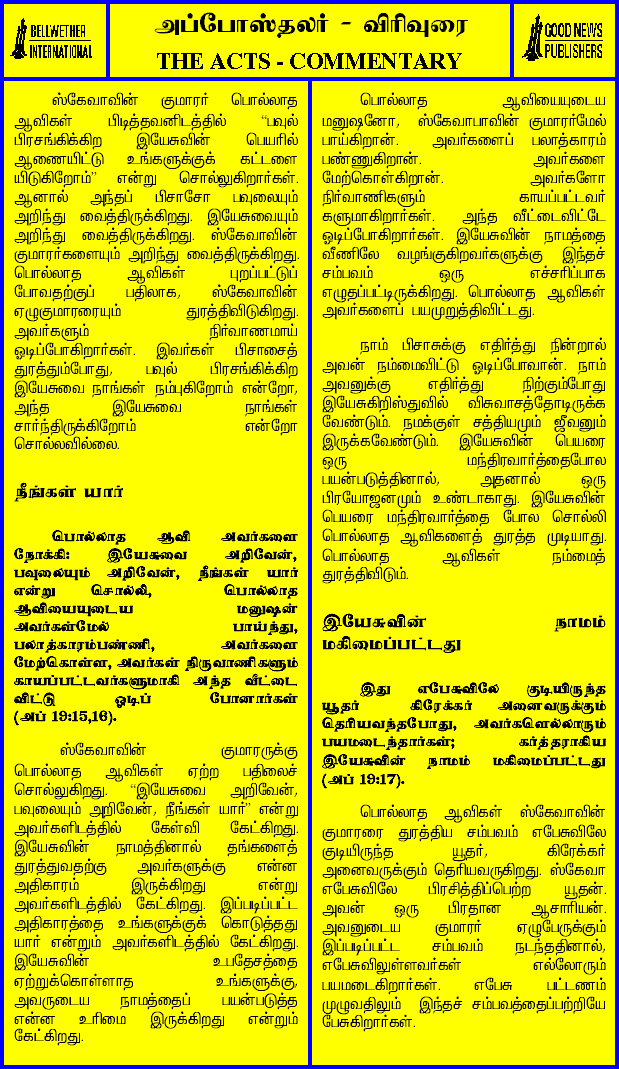 BELLWETHER
INTERNATIONAL
அப்போஸ்தலர் - விரிவுரை
THE ACTS - COMMENTARY
GOOD NEWS
PUBLISHERS
ஸ்கேவாவின் குமாரர் பொல்லாத
ஆவிகள் பிடித்தவனிடத்தில் “பவுல்
பிரசங்கிக்கிற இயேசுவின் பெயரில்
ஆணையிட்டு உங்களுக்குக் கட்டளை
யிடுகிறோம்” என்று சொல்லுகிறார்கள்.
ஆனால் அந்தப் பிசாசோ பவுலையும்
அறிந்து வைத்திருக்கிறது. இயேசுவையும்
அறிந்து வைத்திருக்கிறது. ஸ்கேவாவின்
குமாரர்களையும் அறிந்து வைத்திருக்கிறது.
பொல்லாத ஆவிகள் புறப்பட்டுப்
போவதற்குப் பதிலாக, ஸ்கேவாவின்
ஏழுகுமாரரையும் துரத்திவிடுகிறது.
அவர்களும் நிர்வாணமாய்
ஓடிப்போகிறார்கள். இவர்கள் பிசாசைத்
துரத்தும்போது, பவுல் பிரசங்கிக்கிற
இயேசுவை நாங்கள் நம்புகிறோம் என்றோ,
அந்த இயேசுவை நாங்கள்
சார்ந்திருக்கிறோம் என்றோ
சொல்லவில்லை.
நீங்கள் யார்
பொல்லாத ஆவி அவர்களை
நோக்கி: இயேசுவை அறிவேன்,
பவுலையும் அறிவேன், நீங்கள் யார்
என்று சொல்லி, பொல்லாத
ஆவியையுடைய மனுஷன்
அவர்கள்மேல் பாய்ந்து,
பலாத்காரம்பண்ணி, அவர்களை
மேற்கொள்ள, அவர்கள் நிருவாணிகளும்
காயப்பட்டவர்களுமாகி அந்த வீட்டை
விட்டு ஓடிப் போனார்கள்
(அப் 19:15,16).
ஸ்கேவாவின் குமாரருக்கு
பொல்லாத ஆவிகள் ஏற்ற பதிலைச்
சொல்லுகிறது. “இயேசுவை அறிவேன்,
பவுலையும் அறிவேன், நீங்கள் யார்” என்று
அவர்களிடத்தில் கேள்வி கேட்கிறது.
இயேசுவின் நாமத்தினால் தங்களைத்
துரத்துவதற்கு அவர்களுக்கு என்ன
அதிகாரம் இருக்கிறது என்று
அவர்களிடத்தில் கேட்கிறது. இப்படிப்பட்ட
அதிகாரத்தை உங்களுக்குக் கொடுத்தது
யார் என்றும் அவர்களிடத்தில் கேட்கிறது.
இயேசுவின் உபதேசத்தை
ஏற்றுக்கொள்ளாத உங்களுக்கு,
அவருடைய நாமத்தைப் பயன்படுத்த
என்ன உரிமை இருக்கிறது என்றும்
கேட்கிறது.
பொல்லாத ஆவியையுடைய
மனுஷனோ, ஸ்கேவாபாவின் குமாரர்மேல்
பாய்கிறான். அவர்களைப் பலாத்காரம்
பண்ணுகிறான். அவர்களை
மேற்கொள்கிறான். அவர்களோ
நிர்வாணிகளும் காயப்பட்டவர்
களுமாகிறார்கள். அந்த வீட்டைவிட்டே
ஓடிப்போகிறார்கள். இயேசுவின் நாமத்தை
வீணிலே வழங்குகிறவர்களுக்கு இந்தச்
சம்பவம் ஒரு எச்சரிப்பாக
எழுதப்பட்டிருக்கிறது. பொல்லாத ஆவிகள்
அவர்களைப் பயமுறுத்திவிட்டது.
நாம் பிசாசுக்கு எதிர்த்து நின்றால்
அவன் நம்மைவிட்டு ஓடிப்போவான். நாம்
அவனுக்கு எதிர்த்து நிற்கும்போது
இயேசுகிறிஸ்துவில் விசுவாசத்தோடிருக்க
வேண்டும். நமக்குள் சத்தியமும் ஜீவனும்
இருக்கவேண்டும். இயேசுவின் பெயரை
ஒரு மந்திரவார்த்தைபோல
பயன்படுத்தினால், அதனால் ஒரு
பிரயோஜனமும் உண்டாகாது. இயேசுவின்
பெயரை மந்திரவார்த்தை போல சொல்லி
பொல்லாத ஆவிகளைத் துரத்த முடியாது.
பொல்லாத ஆவிகள் நம்மைத்
துரத்திவிடும்.
இயேசுவின் நாமம்
மகிமைப்பட்டது
இது எபேசுவிலே குடியிருந்த
யூதர் கிரேக்கர் அனைவருக்கும்
தெரியவந்தபோது, அவர்களெல்லாரும்
பயமடைந்தார்கள்; கர்த்தராகிய
இயேசுவின் நாமம் மகிமைப்பட்டது
(அப் 19:17).
பொல்லாத ஆவிகள் ஸ்கேவாவின்
குமாரரை துரத்திய சம்பவம் எபேசுவிலே
குடியிருந்த யூதர், கிரேக்கர்
அனைவருக்கும் தெரியவருகிறது. ஸ்கேவா
எபேசுவிலே பிரசித்திப்பெற்ற யூதன்.
அவன் ஒரு பிரதான ஆசாரியன்.
அவனுடைய குமாரர் ஏழுபேருக்கும்
இப்படிப்பட்ட சம்பவம் நடந்ததினால்,
எபேசுவிலுள்ளவர்கள் எல்லோரும்
பயமடைகிறார்கள். எபேசு பட்டணம்
முழுவதிலும் இந்தச் சம்பவத்தைப்பற்றியே
பேசுகிறார்கள்.